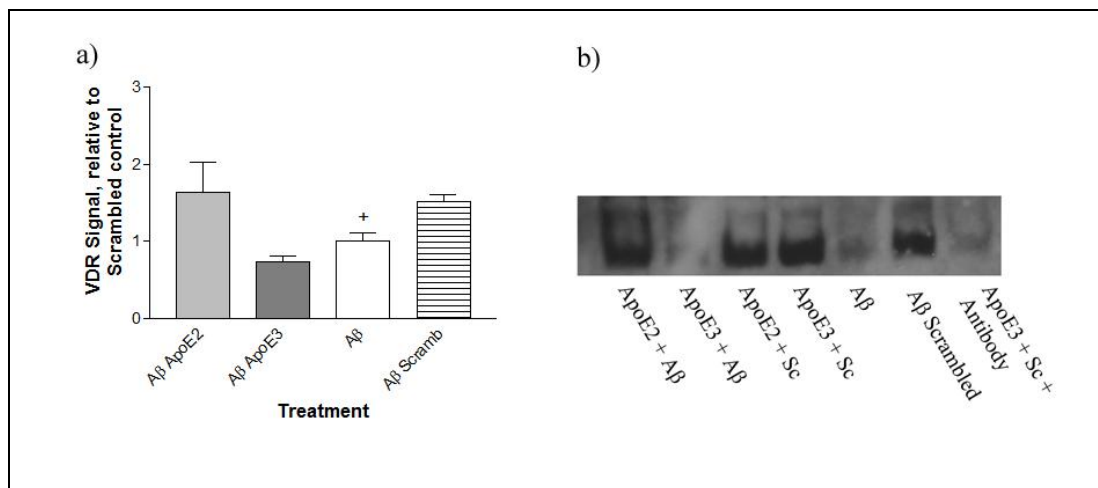 a)
VDR Signal, relative to
Scrambled control
3
2
1
0
+
Aβ ApoE2
Aβ ApoE3
Aβ
Aβ Scramb
Treatment
b)
ApoE2 + Aβ
ApoE3 + Aβ
ApoE2 + Sc
ApoE3 + Sc
Aβ
Aβ Scrambled
Antibody
ApoE3 + Sc +